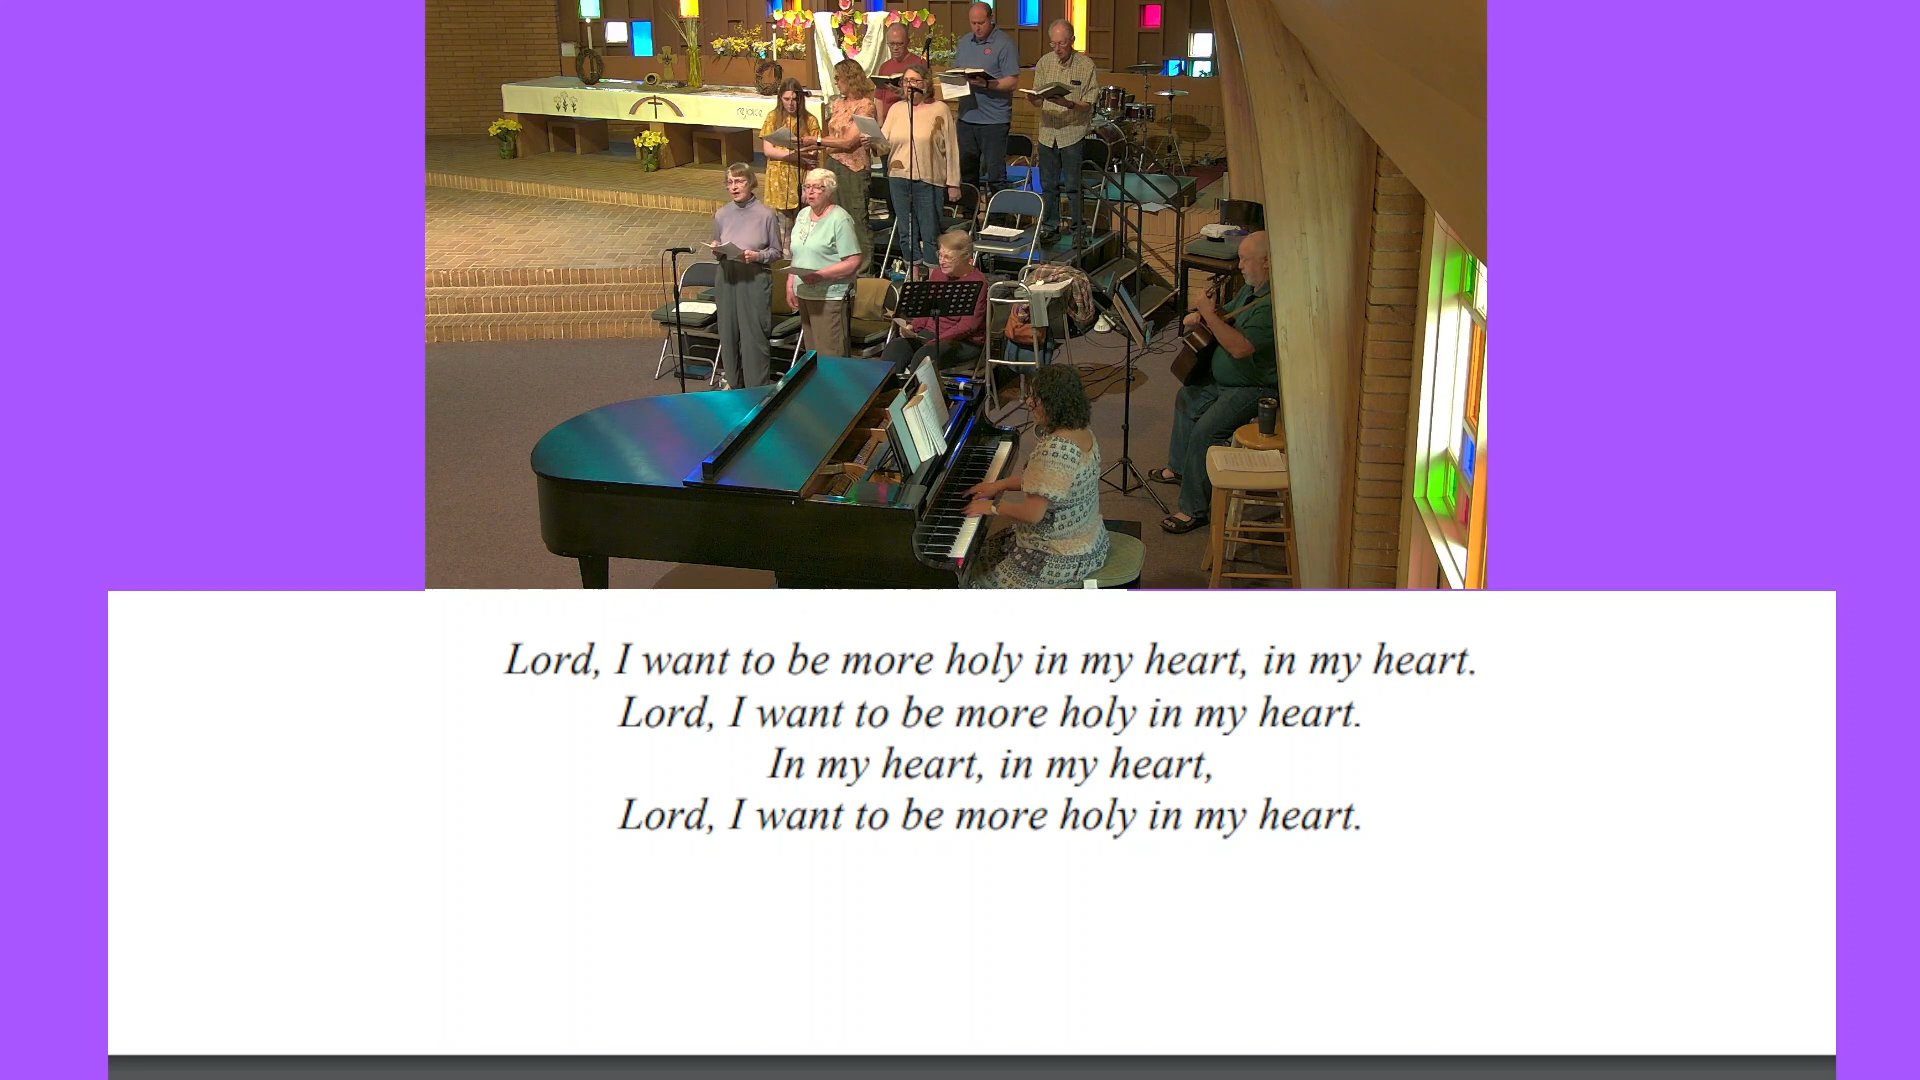 rejoice
Lord, I want to be more holy in my heart, in my heart.
Lord, I want to be more holy in my heart.
In my heart, in my heart,
Lord, I want to be more holy in my heart.